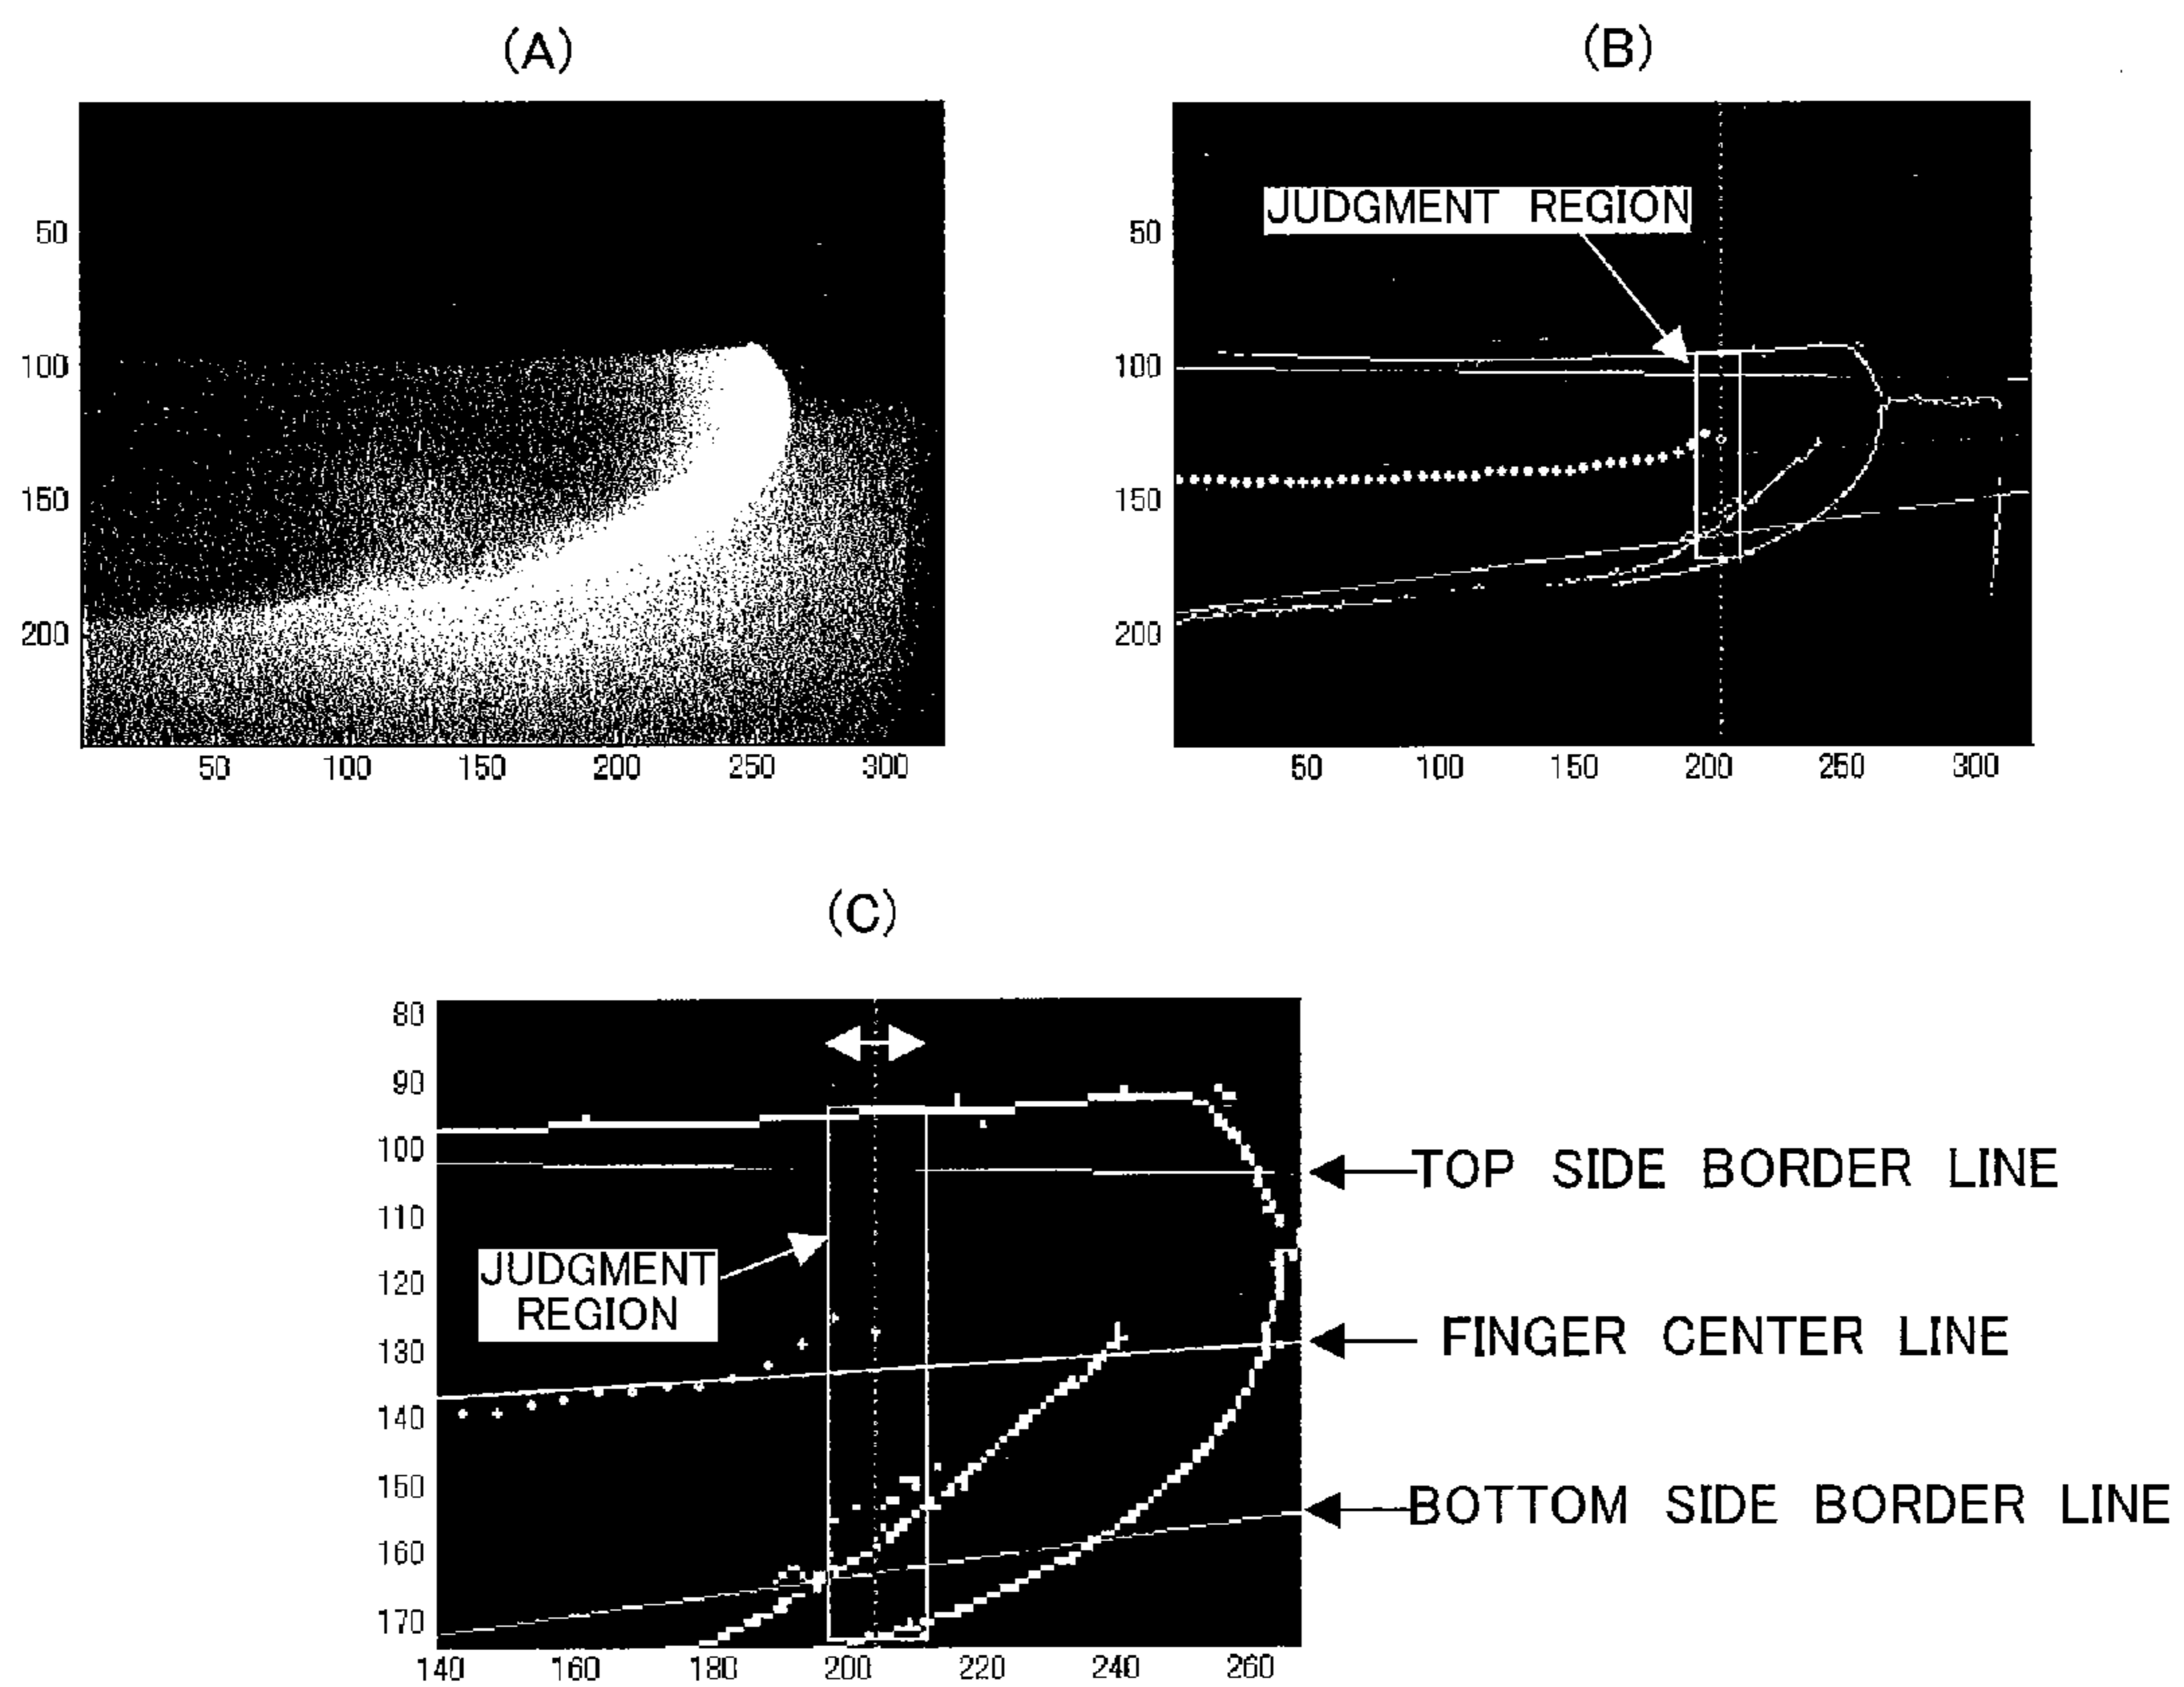 (A)
50
100
150
200
50 100 150 200 250 300
(B)
JUDGMENT REGION
50
100
150
200
50 100 150 200 250 300
(C)
80
90
100
110
120
130
140
150
160
170
140 160 180 200 220 240 260
JUDGMENT
REGION
TOP SIDE BORDER LINE
FINGER CENTER LINE
BOTTOM SIDE BORDER LINE